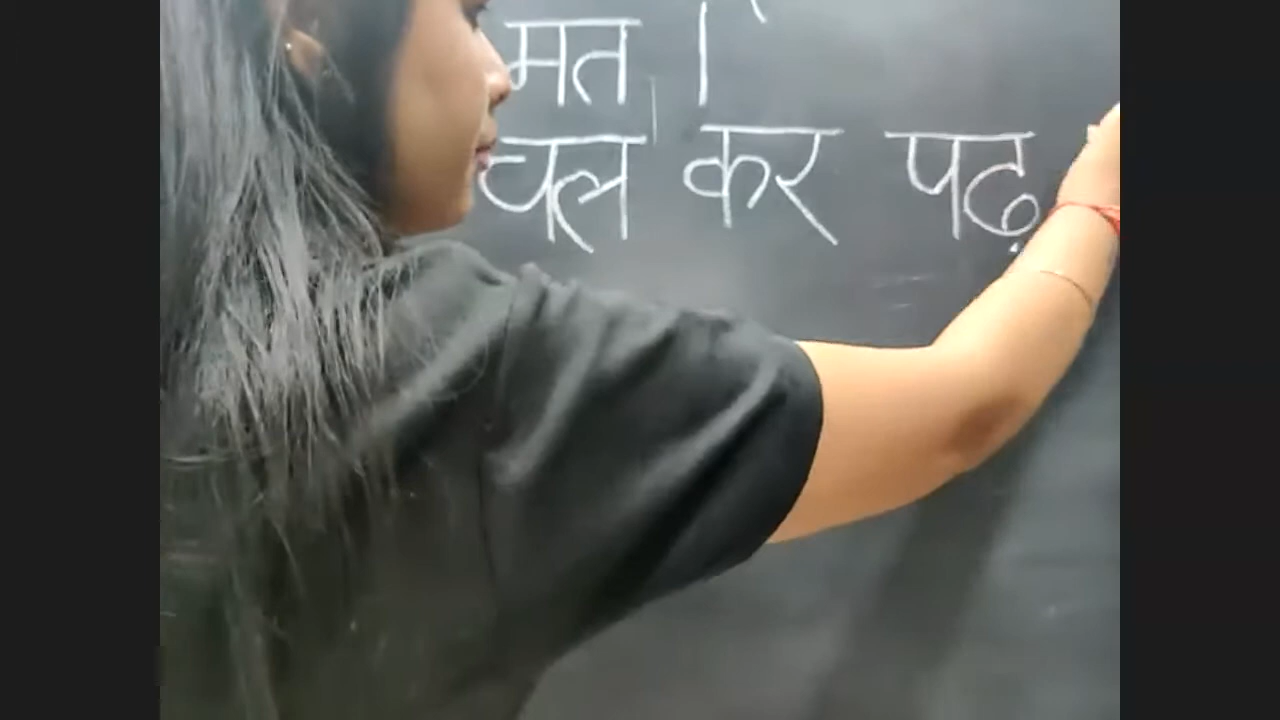 मत ।
चल कर पढ़